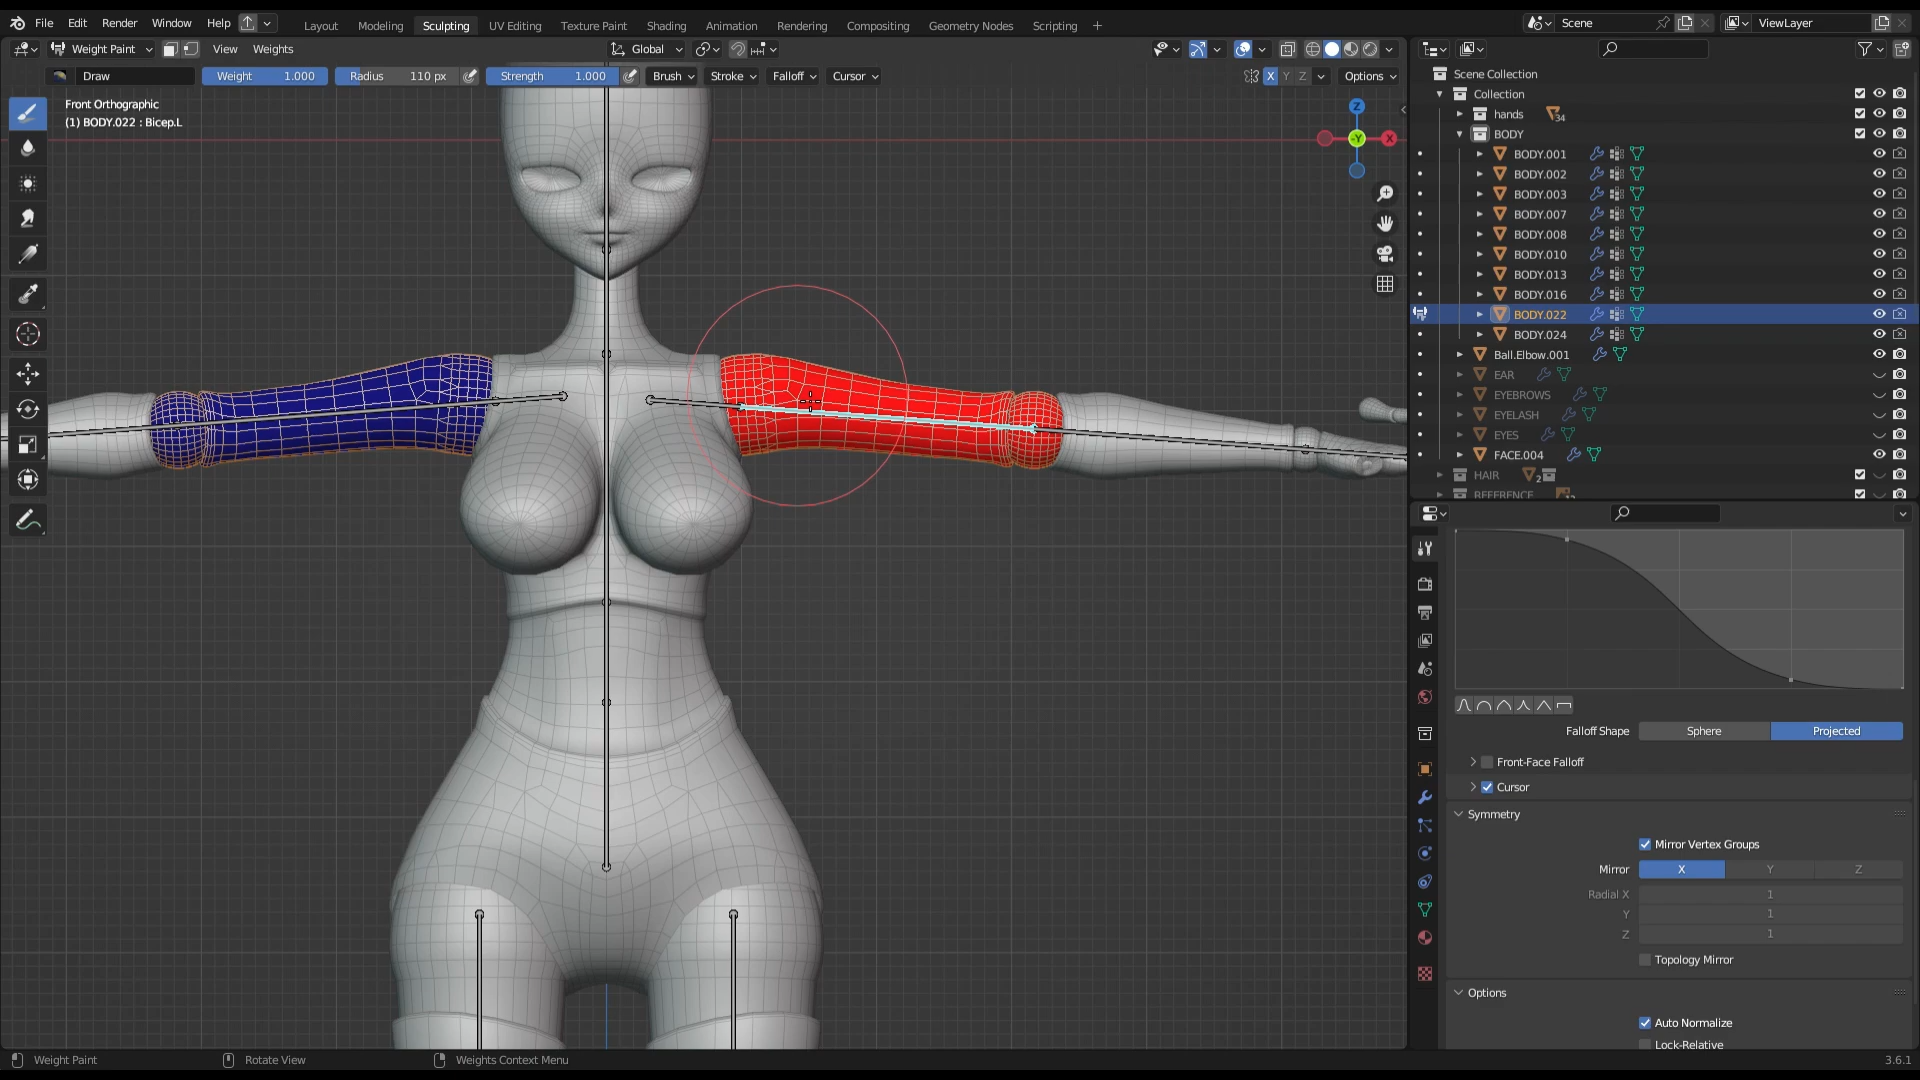 File Edit Render Window Help Layout Modeling Sculpting UV Editing Texture Paint Shading Animation Rendering Compositing Geometry Nodes Scripting + Scene ViewLayer
Weight Paint View Weights Global
Draw Weight 1.000 Radius 110 px Strength 1.000 Brush Stroke Falloff Cursor X Y Z Options
Front Orthographic
(1) BODY.022 : Bicep.L
Z
-Y
X
Scene Collection
Collection
hands 34
BODY
BODY.001
BODY.002
BODY.003
BODY.007
BODY.008
BODY.010
BODY.013
BODY.016
BODY.022
BODY.024
Ball.Elbow.001
EAR
EYEBROWS
EYELASH
EYES
FACE.004
HAIR 2
REFERENCE
Falloff Shape Sphere Projected
Front-Face Falloff
Cursor
Symmetry
Mirror Vertex Groups
Mirror X Y Z
Radial X 1
Y 1
Z 1
Topology Mirror
Options
Auto Normalize
Lock-Relative
Weight Paint Rotate View Weights Context Menu 3.6.1